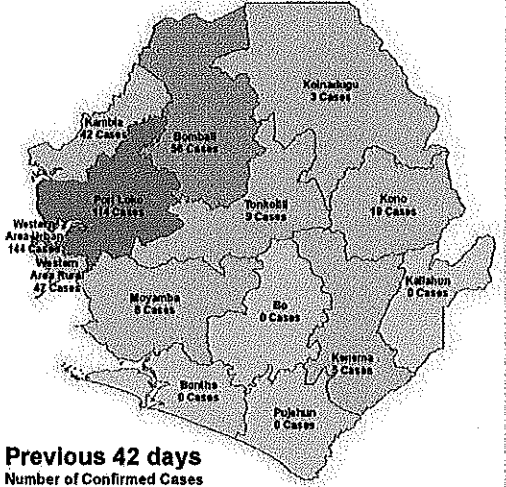 Koinadugu
3 Cases
Kambia
42 Cases
Bombali
56 Cases
Port Loko
114 Cases
Tonkolili
9 Cases
Kono
19 Cases
Western
Area Urban
144 Cases
Western
Area Rural
47 Cases
Kailahun
0 Cases
Moyamba
8 Cases
Bo
0 Cases
Kenema
3 Cases
Bonthe
0 Cases
Pujehun
0 Cases
Previous 42 days
Number of Confirmed Cases